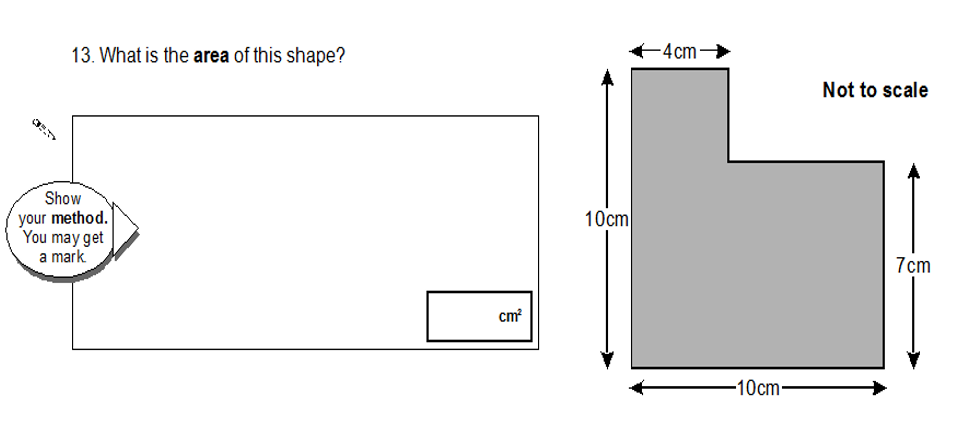 4cm
13. What is the area of this shape?
Not to scale
Show
your method.
You may get
a mark.
10cm
7cm
cm²
10cm